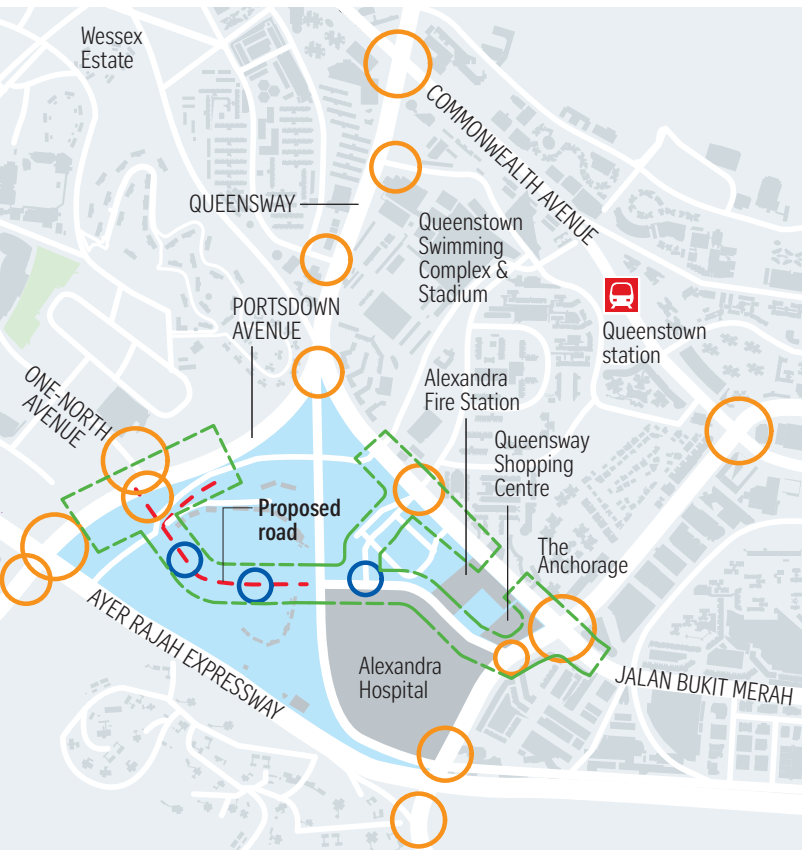 Wessex
Estate
COMMONWEALTH AVENUE
QUEENSWAY
Queenstown
Swimming
Complex &
Stadium
PORTSDOWN
AVENUE
Queenstown
station
ONE-NORTH
AVENUE
Alexandra
Fire Station
Queensway
Shopping
Centre
Proposed
road
The
Anchorage
AYER RAJAH EXPRESSWAY
Alexandra
Hospital
JALAN BUKIT MERAH